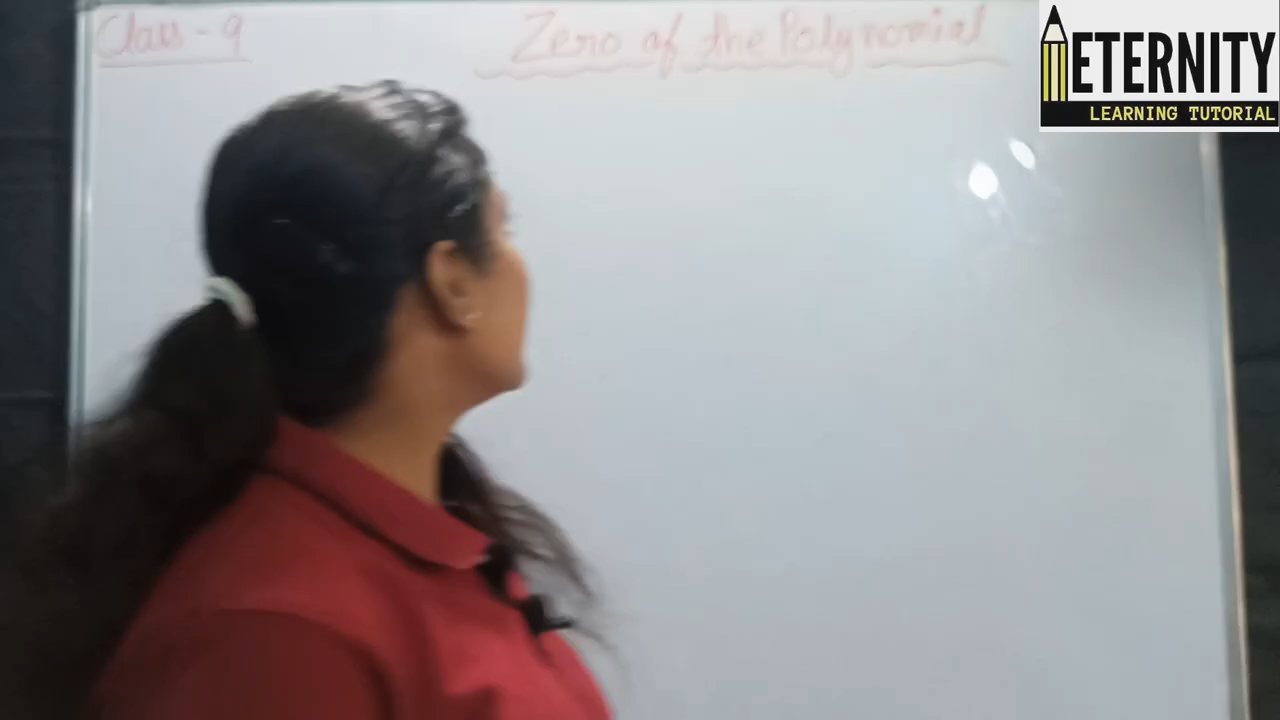 Class - 9
Zero of the Polynomial
ETERNITY
LEARNING TUTORIAL